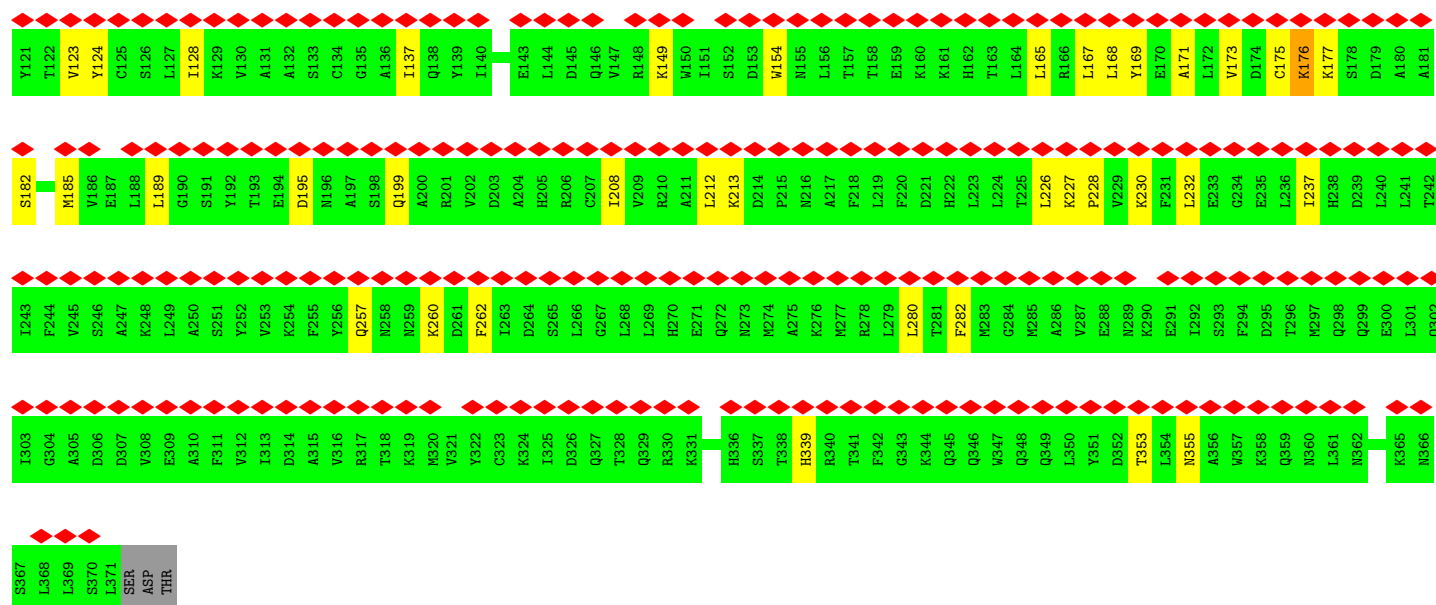 Y121 T122 V123 Y124 C125 S126 L127 I128 K129 V130 A131 A132 S133 C134 G135 A136 I137 Q138 Y139 I140 E143 L144 D145 Q146 V147 R148 K149 W150 I151 S152 D153 W154 N155 L156 T157 T158 E159 K160 K161 H162 T163 L164 L165 R166 L167 L168 Y169 E170 A171 L172 V173 D174 C175 K176 K177 S178 D179 A180 A181
S182 M185 V186 E187 L188 L189 G190 S191 Y192 T193 E194 D195 N196 A197 S198 Q199 A200 R201 V202 D203 A204 H205 R206 C207 I208 V209 R210 A211 L212 K213 D214 P215 N216 A217 F218 L219 F220 D221 H222 L223 L224 T225 L226 K227 P228 V229 K230 F231 L232 E233 G234 E235 L236 I237 H238 D239 L240 L241 T242
I243 F244 V245 S246 A247 K248 L249 A250 S251 Y252 V253 K254 F255 Y256 Q257 N258 N259 K260 D261 F262 I263 D264 S265 L266 G267 L268 L269 H270 E271 Q272 N273 M274 A275 K276 M277 R278 L279 L280 T281 F282 M283 G284 M285 A286 V287 E288 N289 K290 E291 I292 S293 F294 D295 T296 M297 Q298 Q299 E300 L301 Q302
I303 G304 A305 D306 D307 V308 E309 A310 F311 V312 I313 D314 A315 V316 R317 T318 K319 M320 V321 Y322 C323 K324 I325 D326 Q327 T328 Q329 R330 K331 H336 S337 T338 H339 R340 T341 F342 G343 K344 Q345 Q346 W347 Q348 Q349 L350 Y351 D352 T353 L354 N355 A356 W357 K358 Q359 N360 L361 N362 K365 N366
S367 L368 L369 S370 L371 SER ASP THR